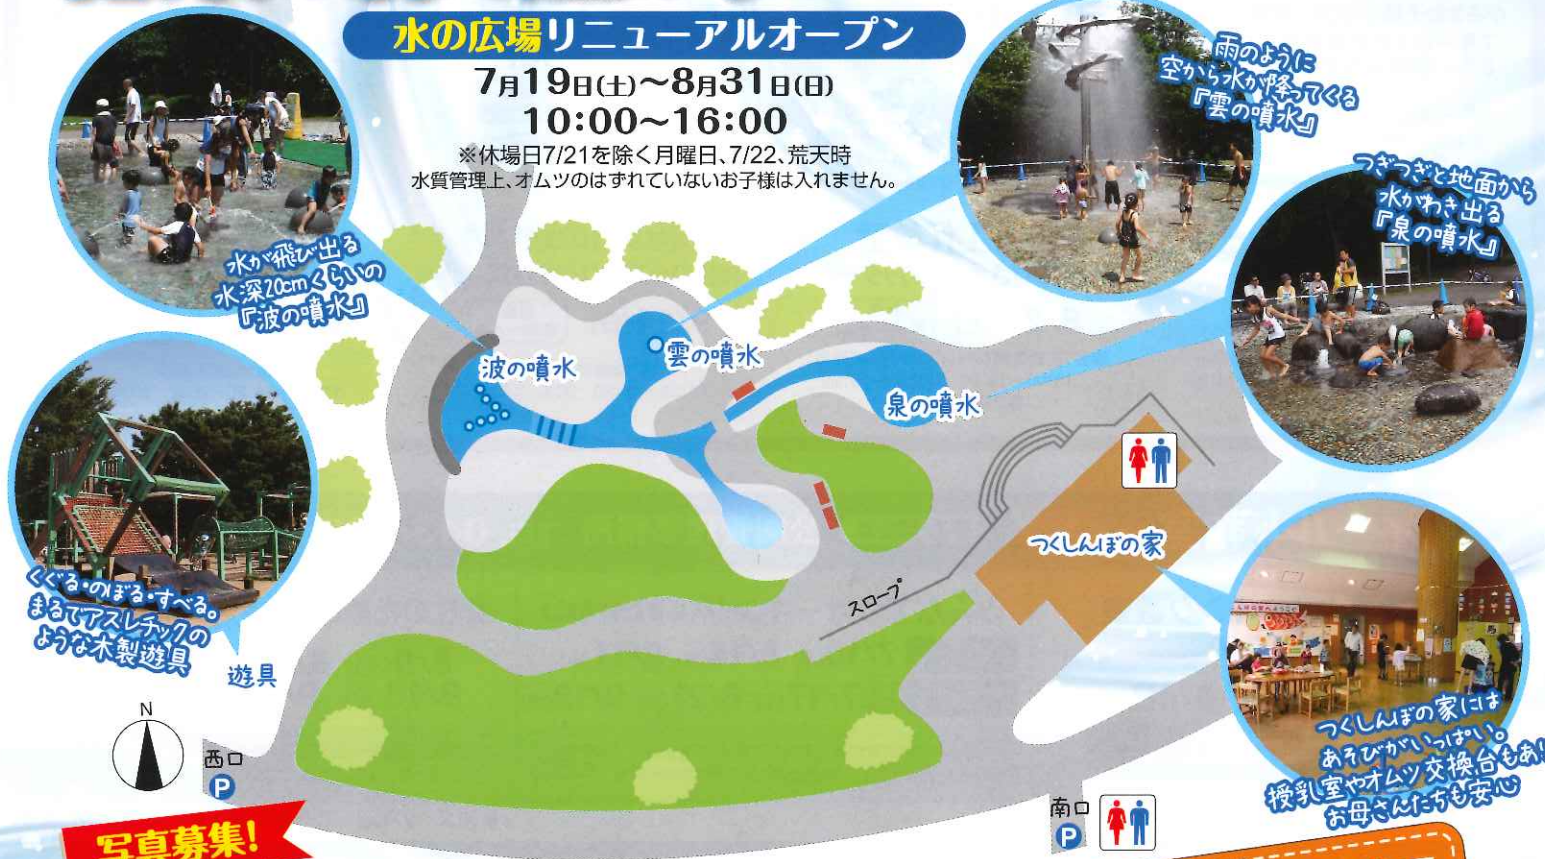 水の広場リニューアルオープン
7月19日(土)～8月31日(日)
10:00～16:00
※休場日7/21を除く月曜日、7/22、荒天時
水質管理上、オムツのはずれていないお子様は入れません。
雨のように
空から水が降ってくる
『雲の噴水』
つぎつぎと地面から
水がわき出る
『泉の噴水』
水が飛び出る
水深20cmくらいの
『波の噴水』
波の噴水
雲の噴水
泉の噴水
つくしんぼの家
スロープ
くぐる・のぼる・すべる。
まるでアスレチックの
ような木製遊具
遊具
N
西口
P
つくしんぼの家には
あそびがいっぱい。
授乳室やオムツ交換台もあり
お母さんたちも安心
南口
P
写真募集!